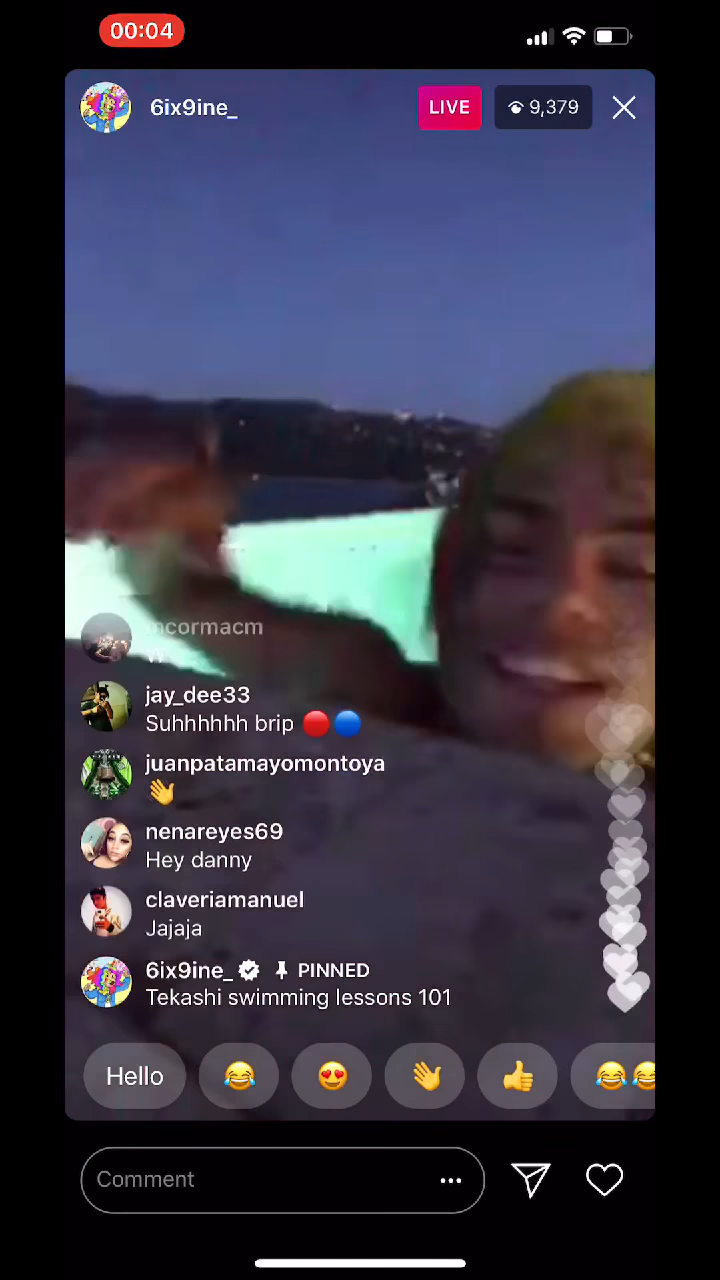 00:04
6ix9ine_
LIVE
9,379
mcormacm
jay_dee33
Suhhhhhh brip 🔴🔵
juanpatamayomontoya
👋
nenareyes69
Hey danny
claveriamanuel
Jajaja
6ix9ine_ PINNED
Tekashi swimming lessons 101
Hello 😂 😍 👋 👍 😂😂
Comment